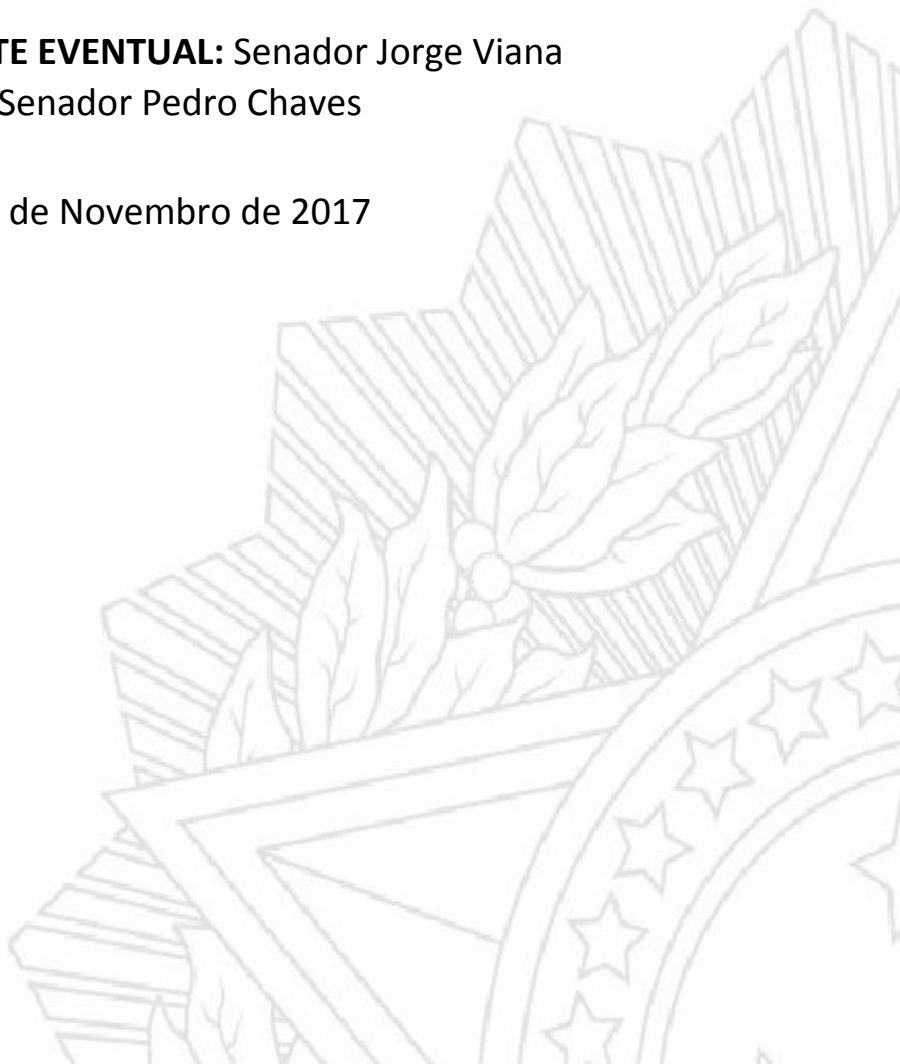 TE EVENTUAL: Senador Jorge Viana
Senador Pedro Chaves
de Novembro de 2017